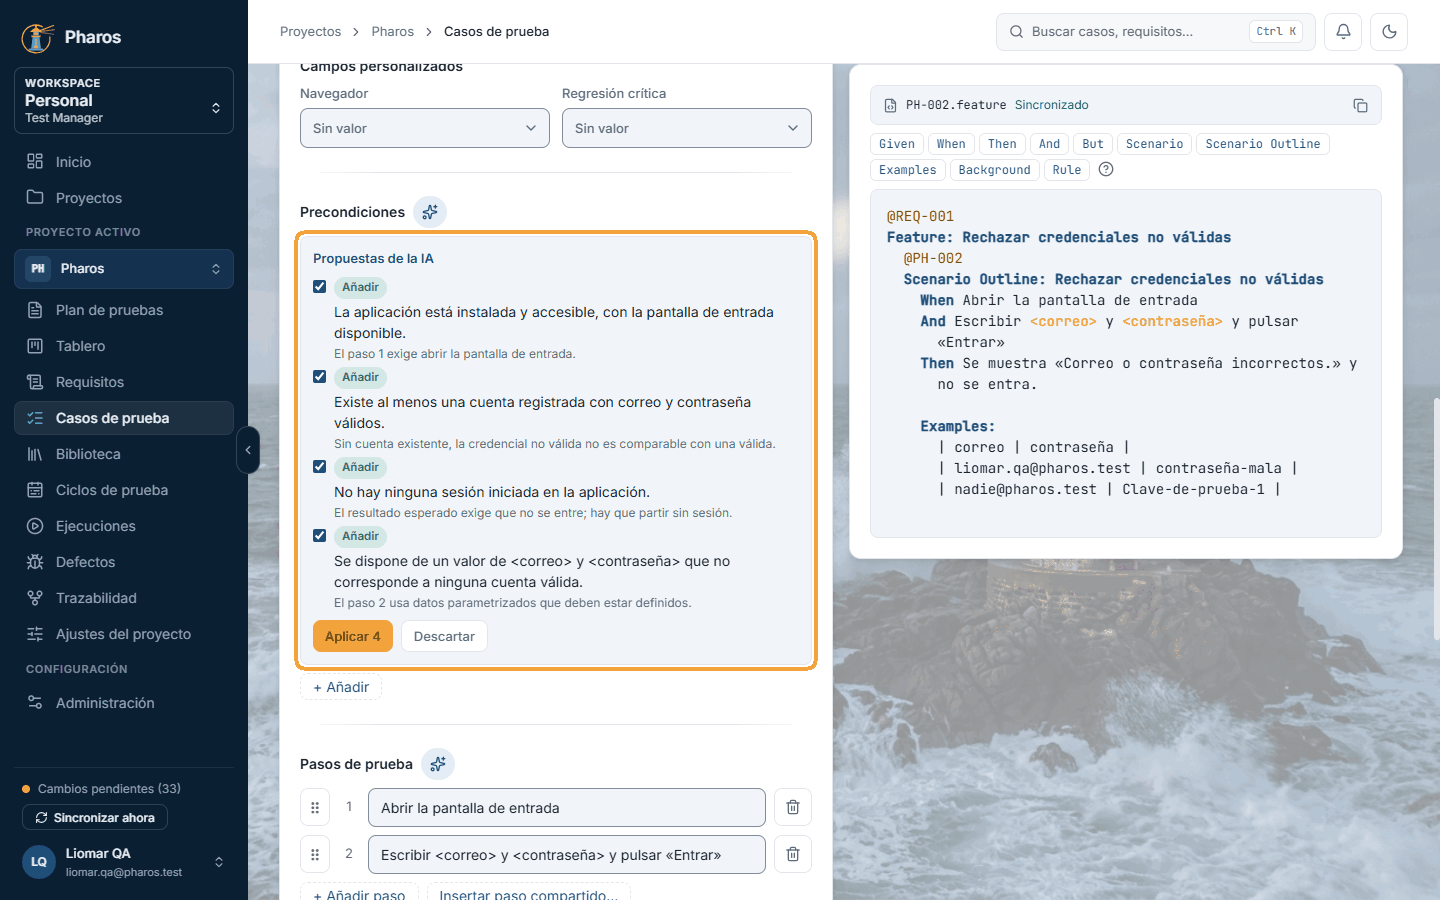 Pharos
WORKSPACE
Personal
Test Manager
Inicio
Proyectos
PROYECTO ACTIVO
PH Pharos
Plan de pruebas
Tablero
Requisitos
Casos de prueba
Biblioteca
Ciclos de prueba
Ejecuciones
Defectos
Trazabilidad
Ajustes del proyecto
CONFIGURACIÓN
Administración
Cambios pendientes (33)
Sincronizar ahora
LQ
Liomar QA
liomar.qa@pharos.test
Proyectos > Pharos > Casos de prueba
Buscar casos, requisitos... Ctrl K
Campos personalizados
Navegador
Regresión crítica
Sin valor
Sin valor
Precondiciones
Propuestas de la IA
Añadir
La aplicación está instalada y accesible, con la pantalla de entrada
disponible.
El paso 1 exige abrir la pantalla de entrada.
Añadir
Existe al menos una cuenta registrada con correo y contraseña
válidos.
Sin cuenta existente, la credencial no válida no es comparable con una válida.
Añadir
No hay ninguna sesión iniciada en la aplicación.
El resultado esperado exige que no se entre; hay que partir sin sesión.
Añadir
Se dispone de un valor de <correo> y <contraseña> que no
corresponde a ninguna cuenta válida.
El paso 2 usa datos parametrizados que deben estar definidos.
Aplicar 4
Descartar
+ Añadir
Pasos de prueba
1 Abrir la pantalla de entrada
2 Escribir <correo> y <contraseña> y pulsar «Entrar»
+ Añadir paso
Insertar paso compartido...
PH-002.feature Sincronizado
Given When Then And But Scenario Scenario Outline
Examples Background Rule ?
@REQ-001
Feature: Rechazar credenciales no válidas
@PH-002
Scenario Outline: Rechazar credenciales no válidas
When Abrir la pantalla de entrada
And Escribir <correo> y <contraseña> y pulsar
«Entrar»
Then Se muestra «Correo o contraseña incorrectos.» y
no se entra.
Examples:
| correo | contraseña |
| liomar.qa@pharos.test | contraseña-mala |
| nadie@pharos.test | Clave-de-prueba-1 |